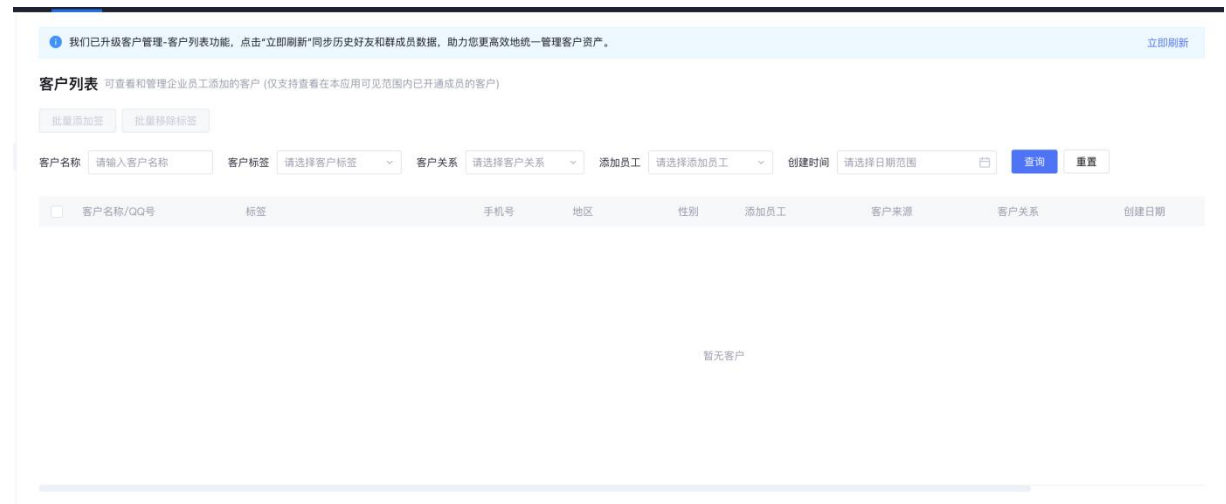 我们已升级客户管理-客户列表功能，点击“立即刷新”同步历史好友和群成员数据，助力您更高效地统一管理客户资产。 立即刷新
客户列表 可查看和管理企业员工添加的客户 (仅支持查看在本应用可见范围内已开通成员的客户)
批量添加签 批量移除标签
客户名称 请输入客户名称 客户标签 请选择客户标签 客户关系 请选择客户关系 添加员工 请选择添加员工 创建时间 请选择日期范围 查询 重置
客户名称/QQ号 标签 手机号 地区 性别 添加员工 客户来源 客户关系 创建日期
暂无客户